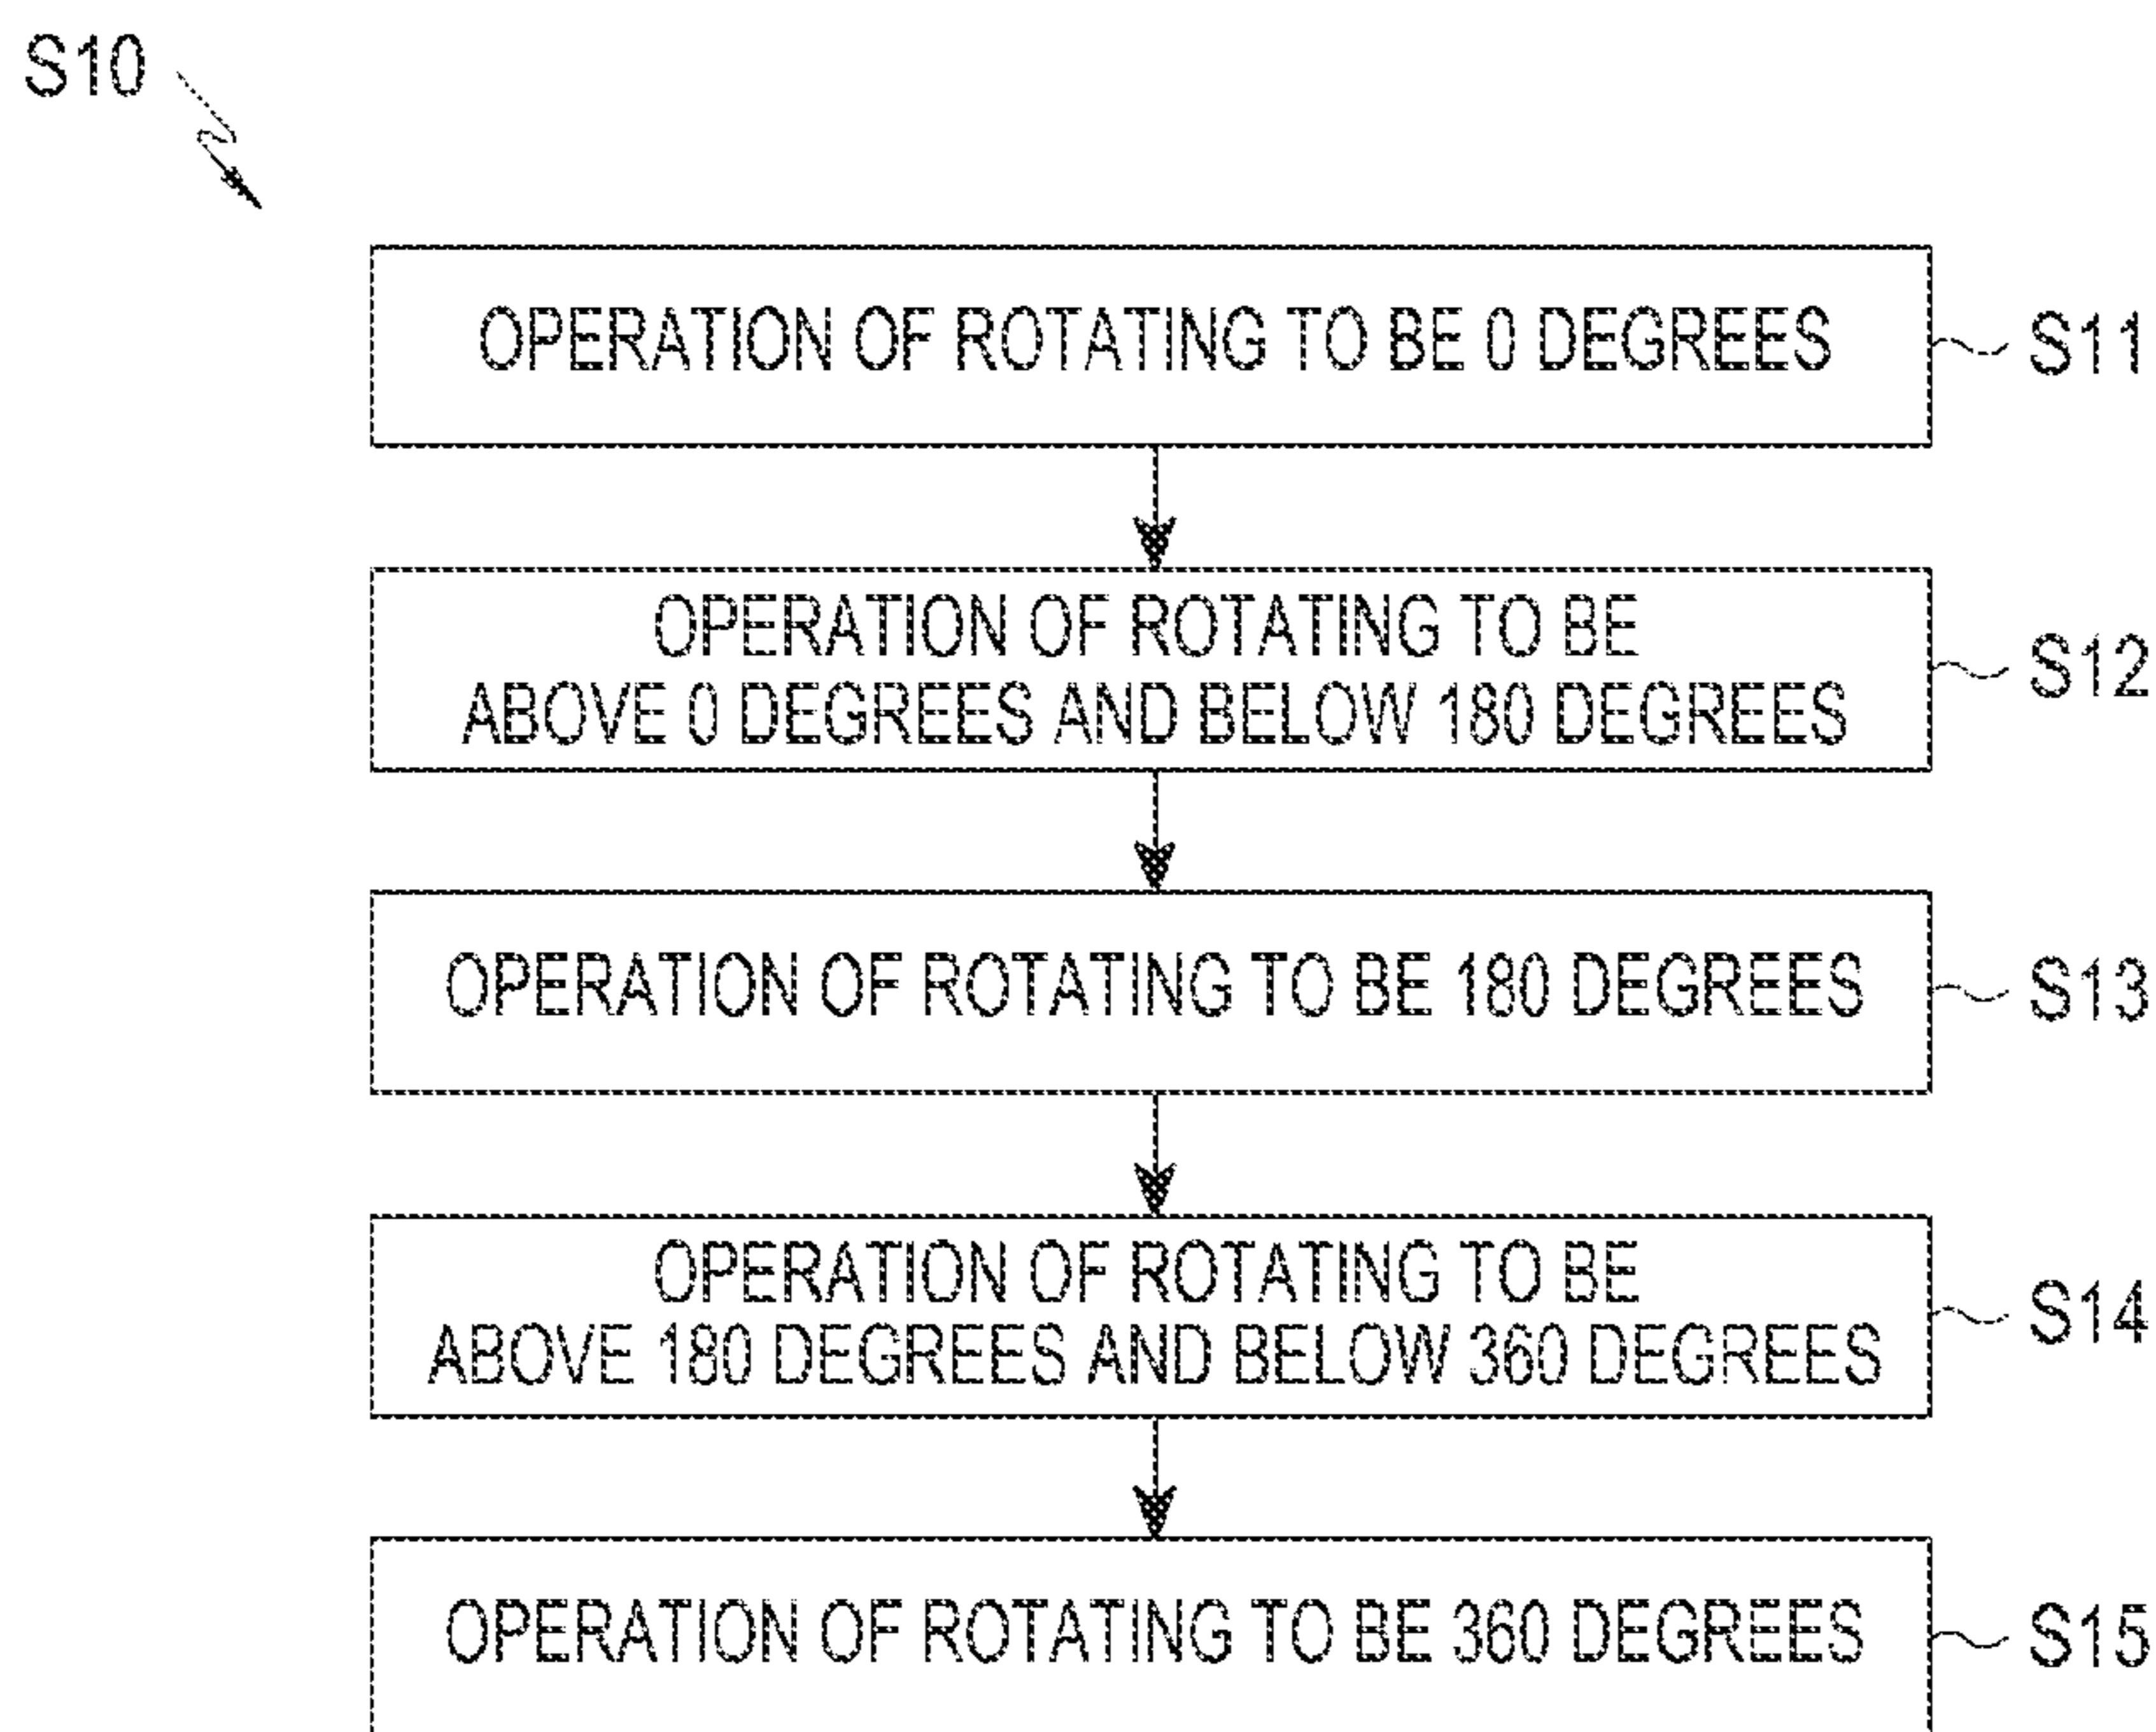 S10
OPERATION OF ROTATING TO BE 0 DEGREES
S11
OPERATION OF ROTATING TO BE
ABOVE 0 DEGREES AND BELOW 180 DEGREES
S12
OPERATION OF ROTATING TO BE 180 DEGREES
S13
OPERATION OF ROTATING TO BE
ABOVE 180 DEGREES AND BELOW 360 DEGREES
S14
OPERATION OF ROTATING TO BE 360 DEGREES
S15